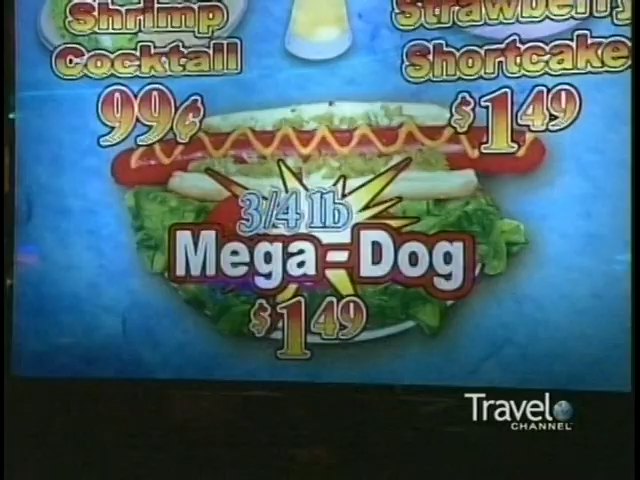 Shrimp
Cocktail
99¢
Strawberry
Shortcake
$1.49
3/4 lb
Mega-Dog
$1.49
Travel
CHANNEL